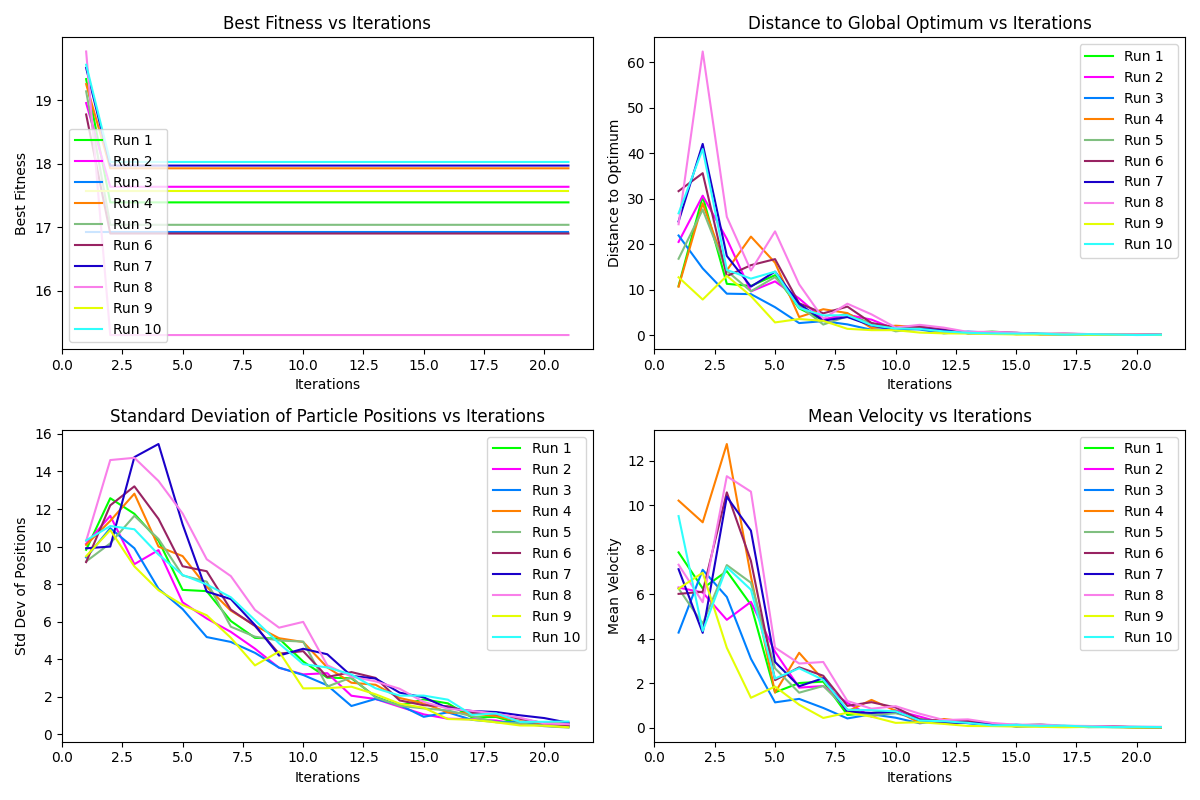 Best Fitness vs Iterations
Best Fitness
19
18
17
16
Run 1
Run 2
Run 3
Run 4
Run 5
Run 6
Run 7
Run 8
Run 9
Run 10
0.0 2.5 5.0 7.5 10.0 12.5 15.0 17.5 20.0
Iterations
Distance to Global Optimum vs Iterations
Distance to Optimum
60
50
40
30
20
10
0
Run 1
Run 2
Run 3
Run 4
Run 5
Run 6
Run 7
Run 8
Run 9
Run 10
0.0 2.5 5.0 7.5 10.0 12.5 15.0 17.5 20.0
Iterations
Standard Deviation of Particle Positions vs Iterations
Std Dev of Positions
16
14
12
10
8
6
4
2
0
Run 1
Run 2
Run 3
Run 4
Run 5
Run 6
Run 7
Run 8
Run 9
Run 10
0.0 2.5 5.0 7.5 10.0 12.5 15.0 17.5 20.0
Iterations
Mean Velocity vs Iterations
Mean Velocity
12
10
8
6
4
2
0
Run 1
Run 2
Run 3
Run 4
Run 5
Run 6
Run 7
Run 8
Run 9
Run 10
0.0 2.5 5.0 7.5 10.0 12.5 15.0 17.5 20.0
Iterations